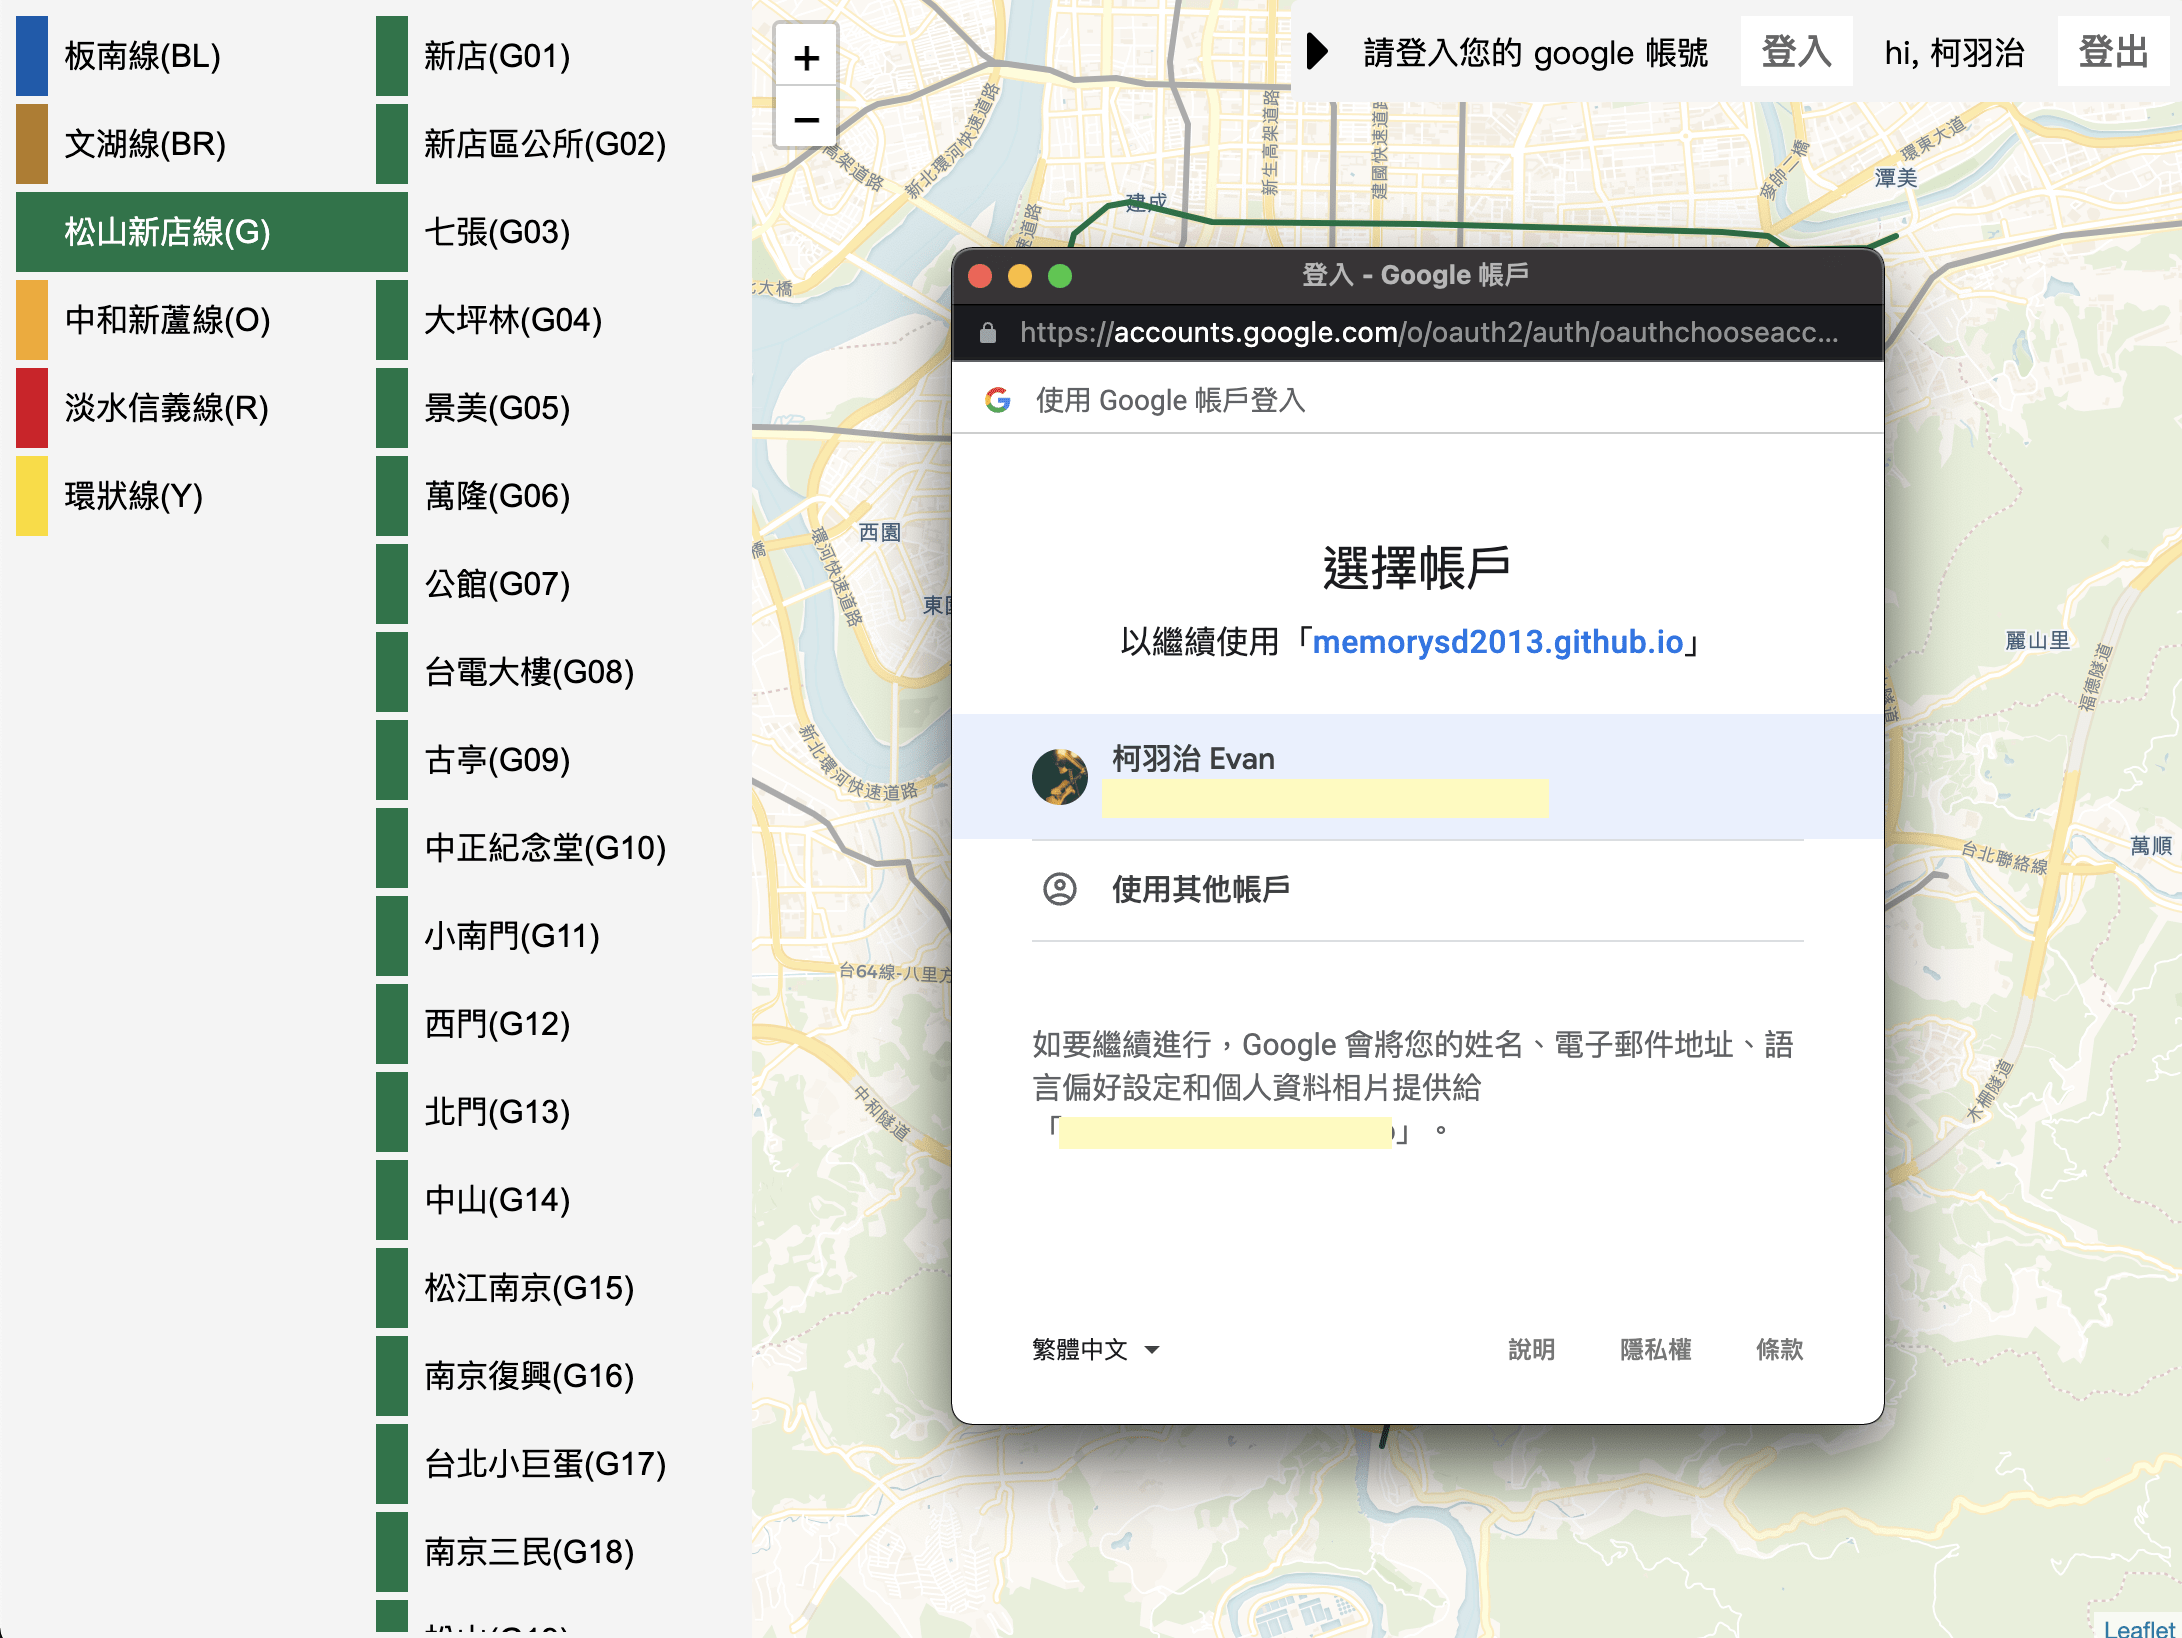 板南線(BL)
文湖線(BR)
松山新店線(G)
中和新蘆線(O)
淡水信義線(R)
環狀線(Y)
新店(G01)
新店區公所(G02)
七張(G03)
大坪林(G04)
景美(G05)
萬隆(G06)
公館(G07)
台電大樓(G08)
古亭(G09)
中正紀念堂(G10)
小南門(G11)
西門(G12)
北門(G13)
中山(G14)
松江南京(G15)
南京復興(G16)
台北小巨蛋(G17)
南京三民(G18)
+
−
請登入您的 google 帳號
登入
hi, 柯羽治
登出
高架道路
新北環河快速道路
新生高架道路
建國快速道路
麥帥二橋
環東大道
潭美
建成
速道路
大橋
西園
環河快速道路
新北環河快速道路
台64線-八里方
中和隧道
麗山里
福德隧道
萬順
台北聯絡線
木柵隧道
登入 - Google 帳戶
https://accounts.google.com/o/oauth2/auth/oauthchooseacc...
使用 Google 帳戶登入
選擇帳戶
以繼續使用「memorysd2013.github.io」
柯羽治 Evan
使用其他帳戶
如要繼續進行，Google 會將您的姓名、電子郵件地址、語
言偏好設定和個人資料相片提供給
「」。
繁體中文
說明
隱私權
條款
Leaflet